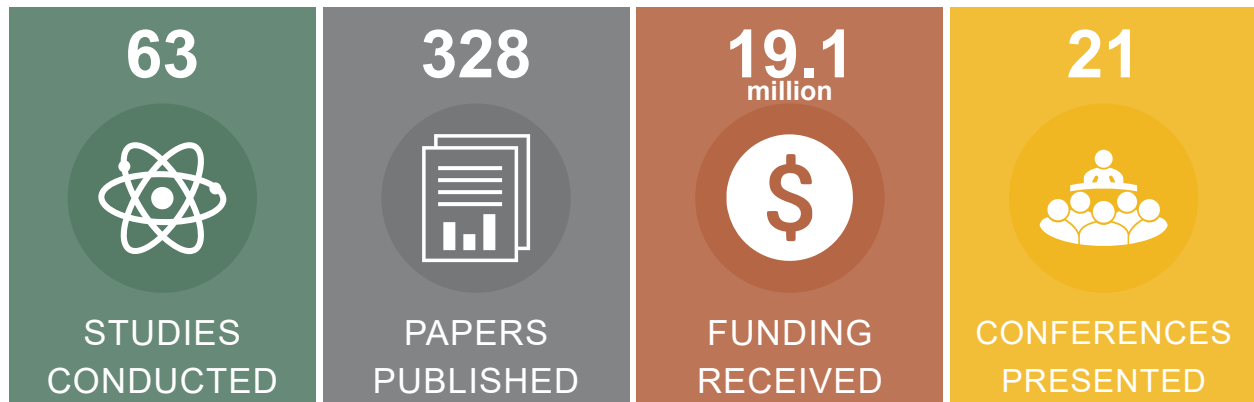 63
STUDIES
CONDUCTED
328
PAPERS
PUBLISHED
19.1
million
$
FUNDING
RECEIVED
21
CONFERENCES
PRESENTED